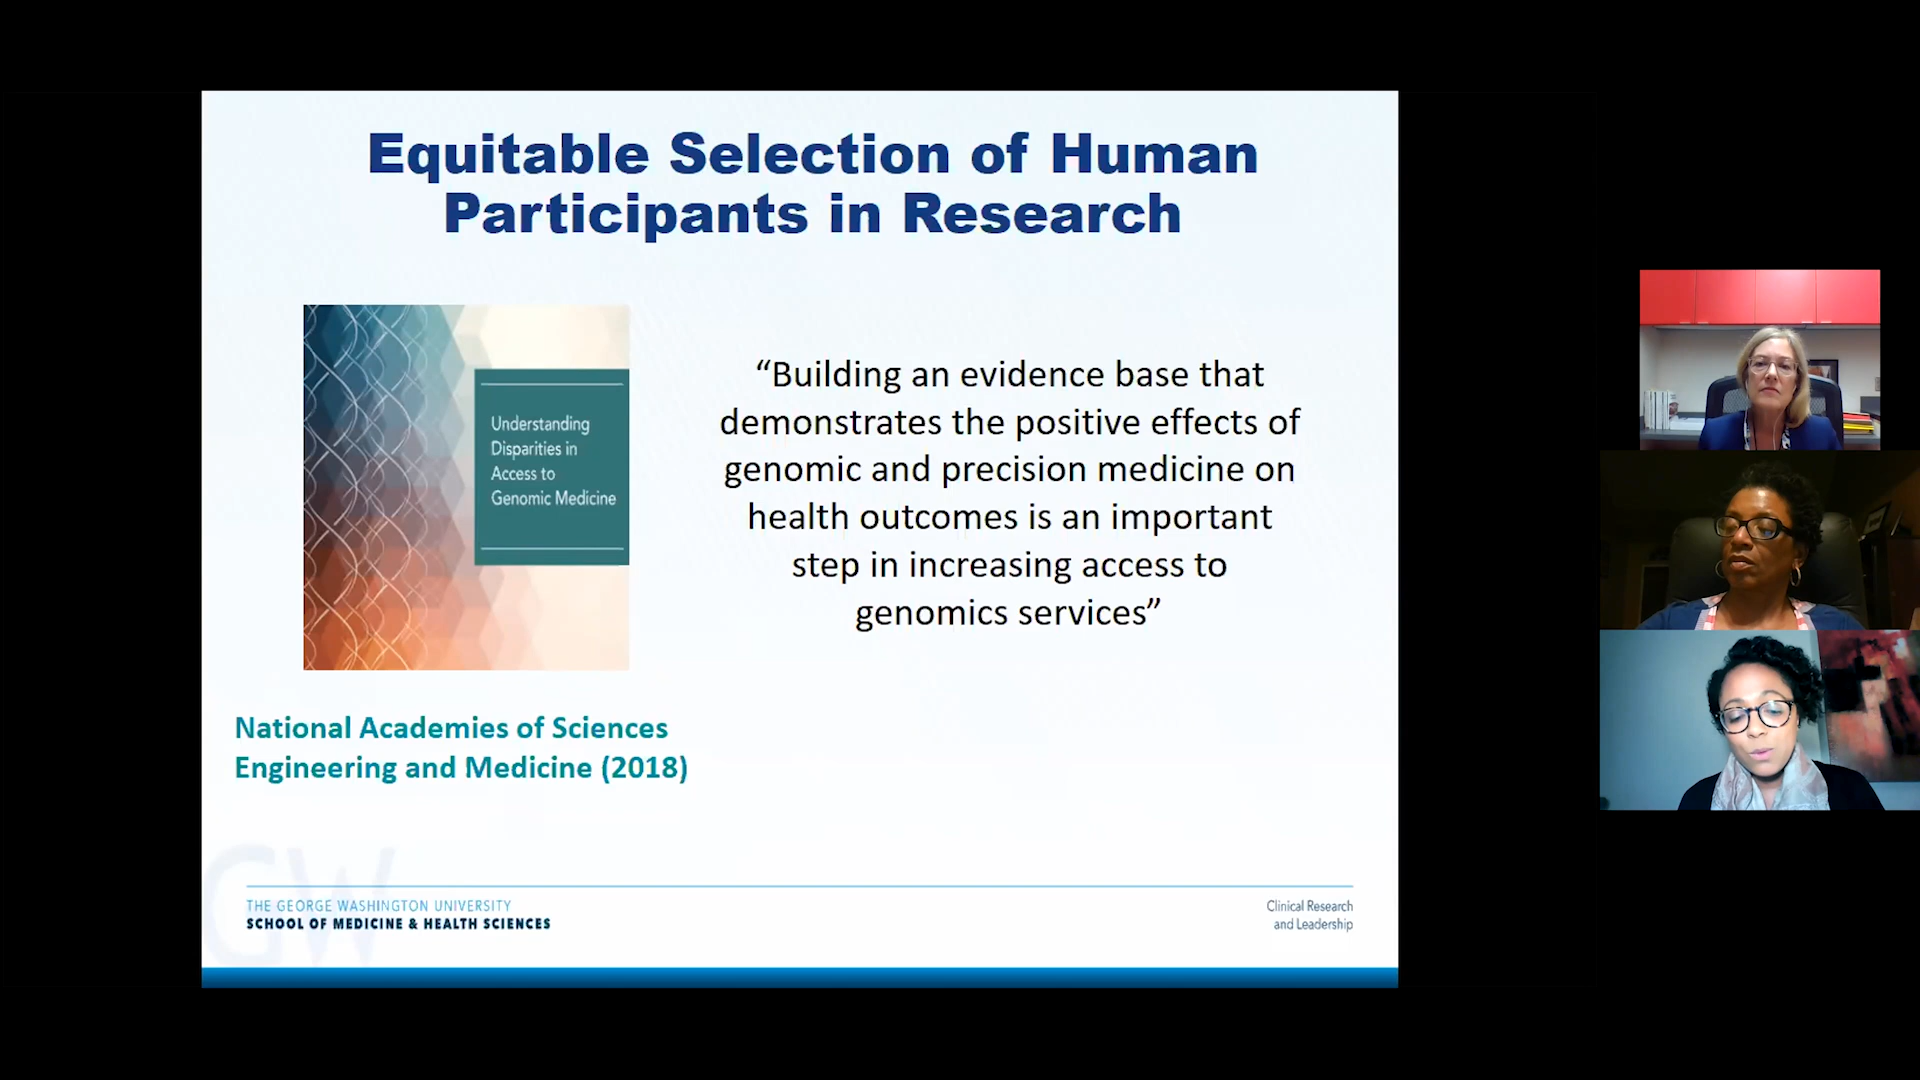 Equitable Selection of Human
Participants in Research
Understanding
Disparities in
Access to
Genomic Medicine
“Building an evidence base that
demonstrates the positive effects of
genomic and precision medicine on
health outcomes is an important
step in increasing access to
genomics services”
National Academies of Sciences
Engineering and Medicine (2018)
GW
THE GEORGE WASHINGTON UNIVERSITY
SCHOOL OF MEDICINE & HEALTH SCIENCES
Clinical Research
and Leadership